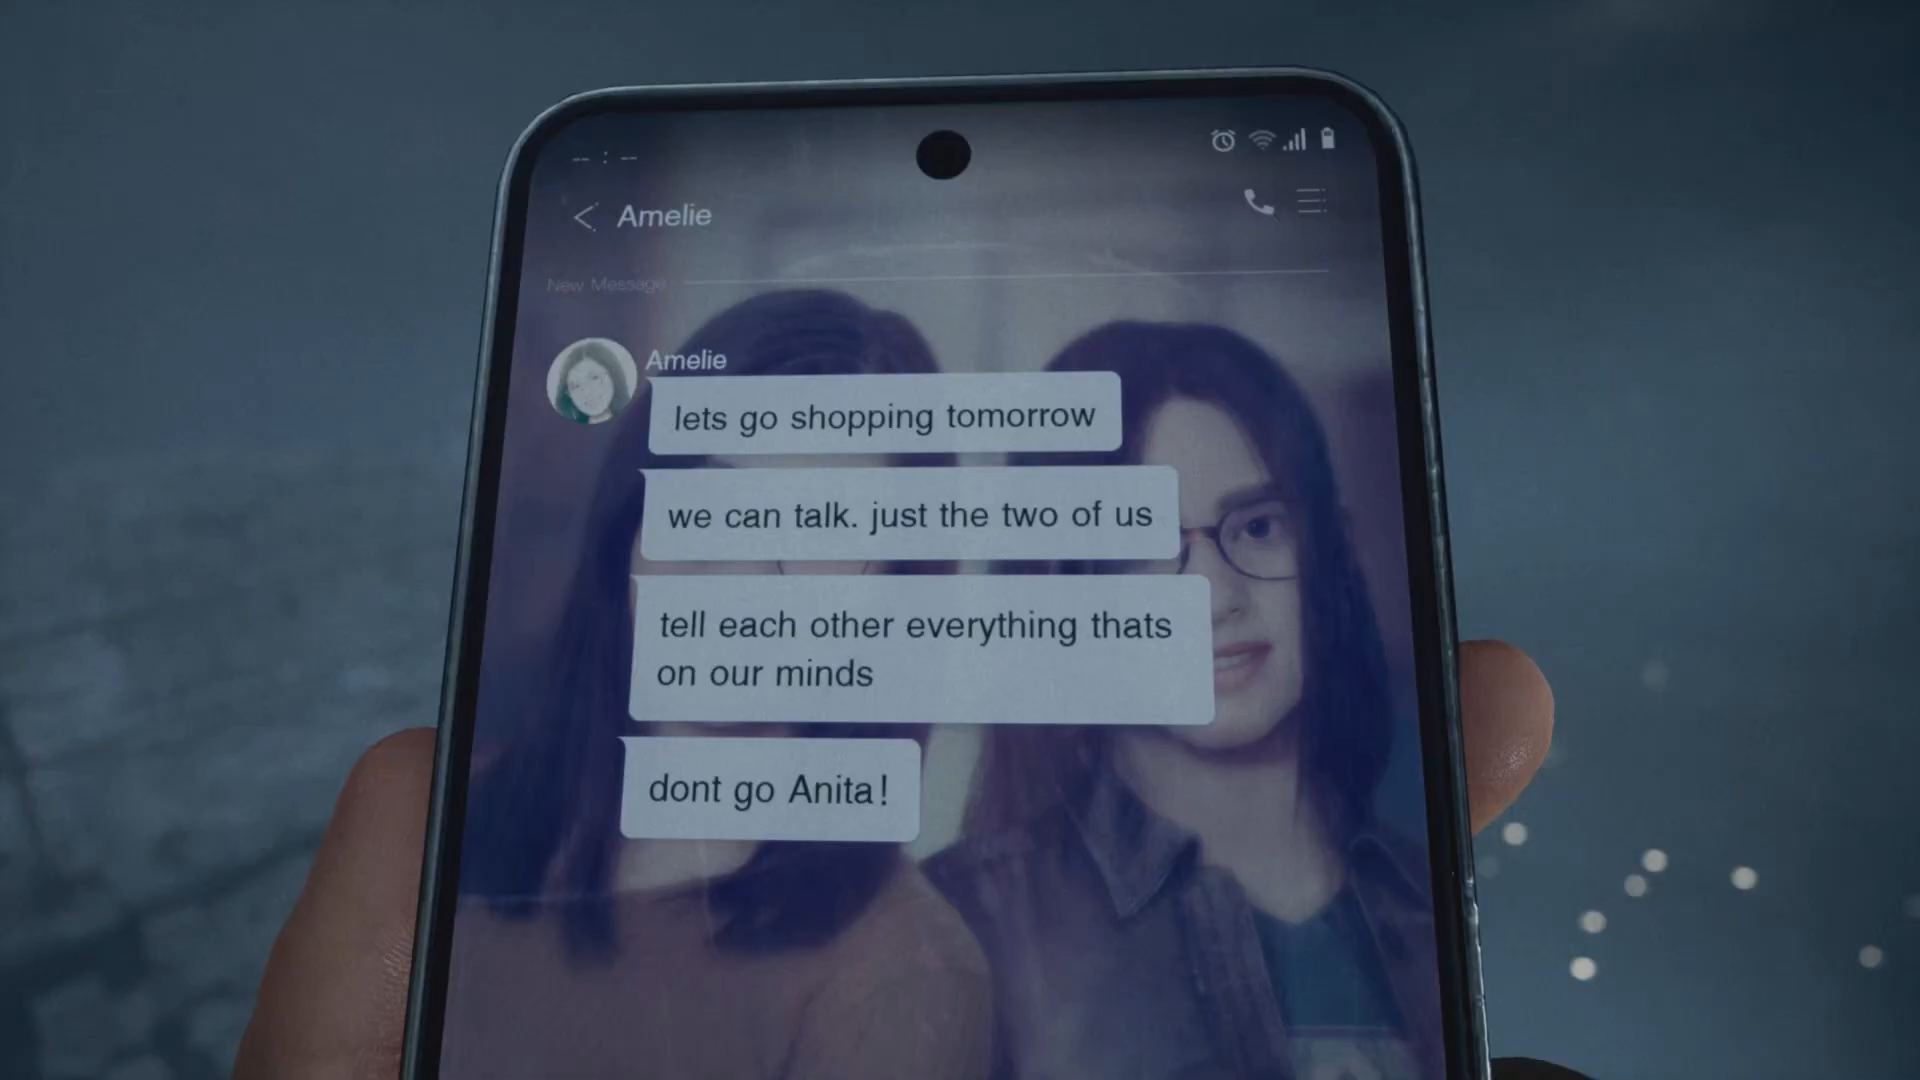 -- : --
Amelie
New Message
Amelie
lets go shopping tomorrow
we can talk. just the two of us
tell each other everything thats
on our minds
dont go Anita!